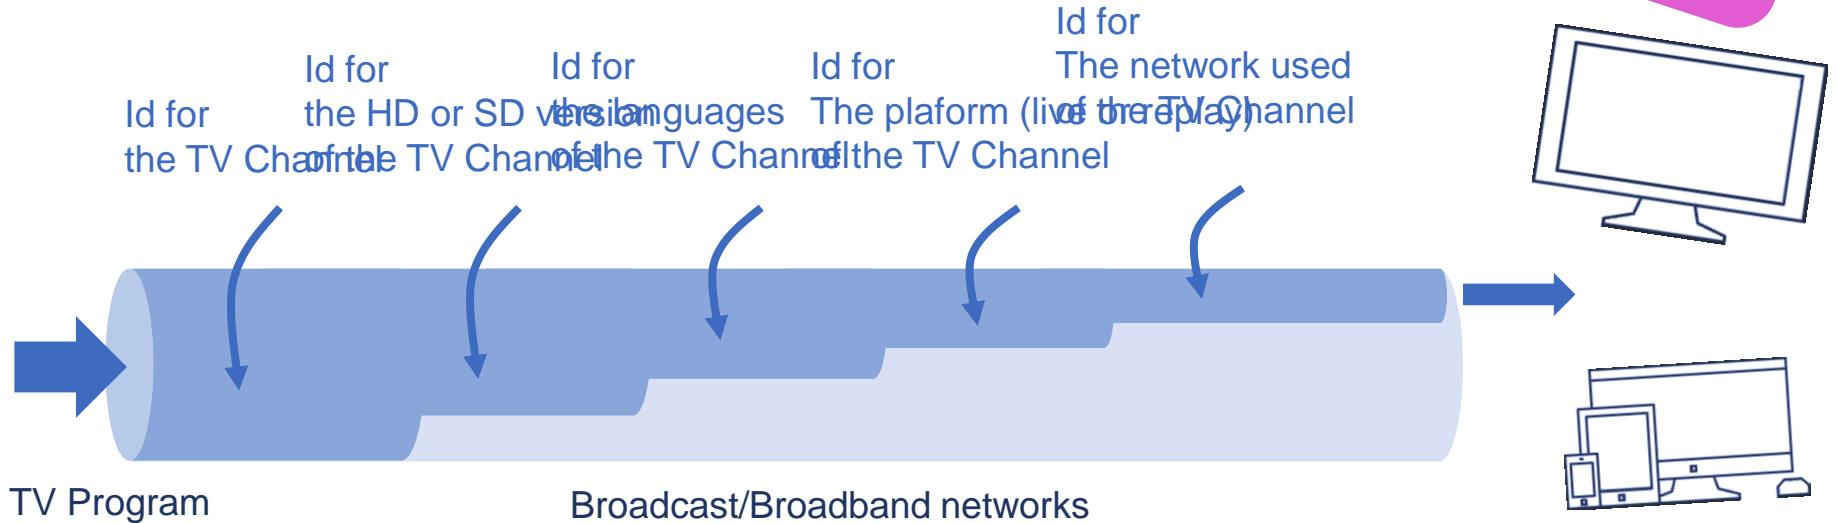 Id for
the TV Channel
Id for
the HD or SD version
of the TV Channel
Id for
the languages
of the TV Channel
Id for
The plaform (live or replay)
of the TV Channel
Id for
The network used
of the TV Channel
TV Program
Broadcast/Broadband networks